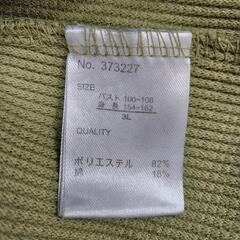 No. 373227
SIZE
バスト 100~108
身 長 154~162
3L
QUALITY
ポリエステル 82%
綿 18%